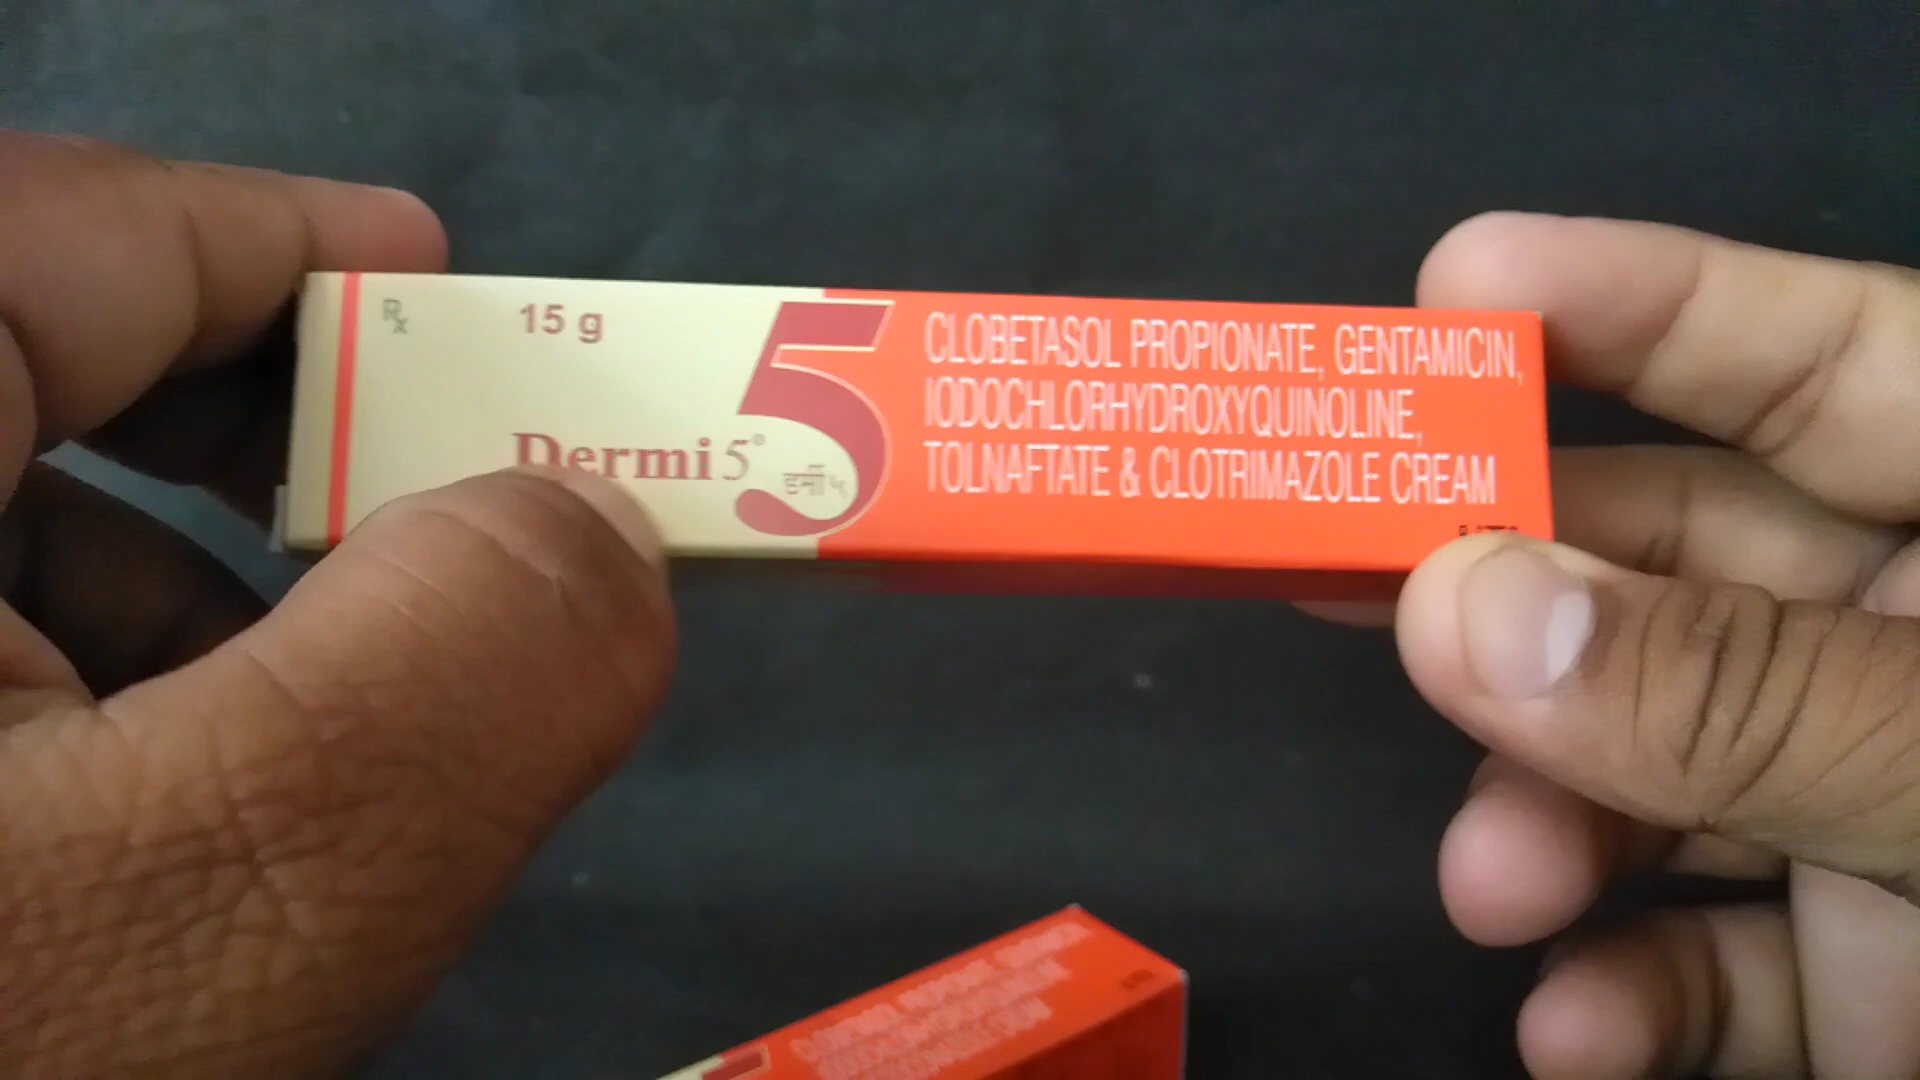 Rx
15 g
Dermi 5®
डर्मी ५
5
CLOBETASOL PROPIONATE, GENTAMICIN,
IODOCHLORHYDROXYQUINOLINE,
TOLNAFTATE & CLOTRIMAZOLE CREAM